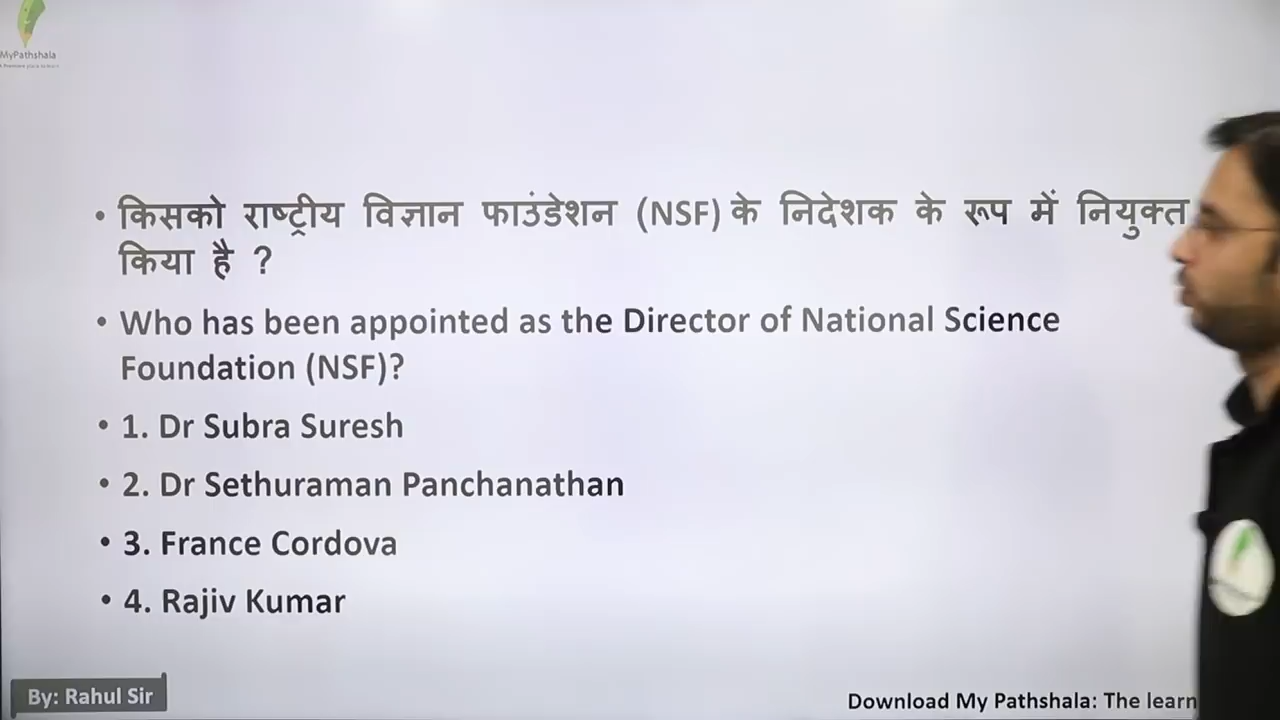 MyPathshala
• किसको राष्ट्रीय विज्ञान फाउंडेशन (NSF) के निदेशक के रूप में नियुक्त
किया है ?
• Who has been appointed as the Director of National Science
Foundation (NSF)?
• 1. Dr Subra Suresh
• 2. Dr Sethuraman Panchanathan
• 3. France Cordova
• 4. Rajiv Kumar
By: Rahul Sir
Download My Pathshala: The learn